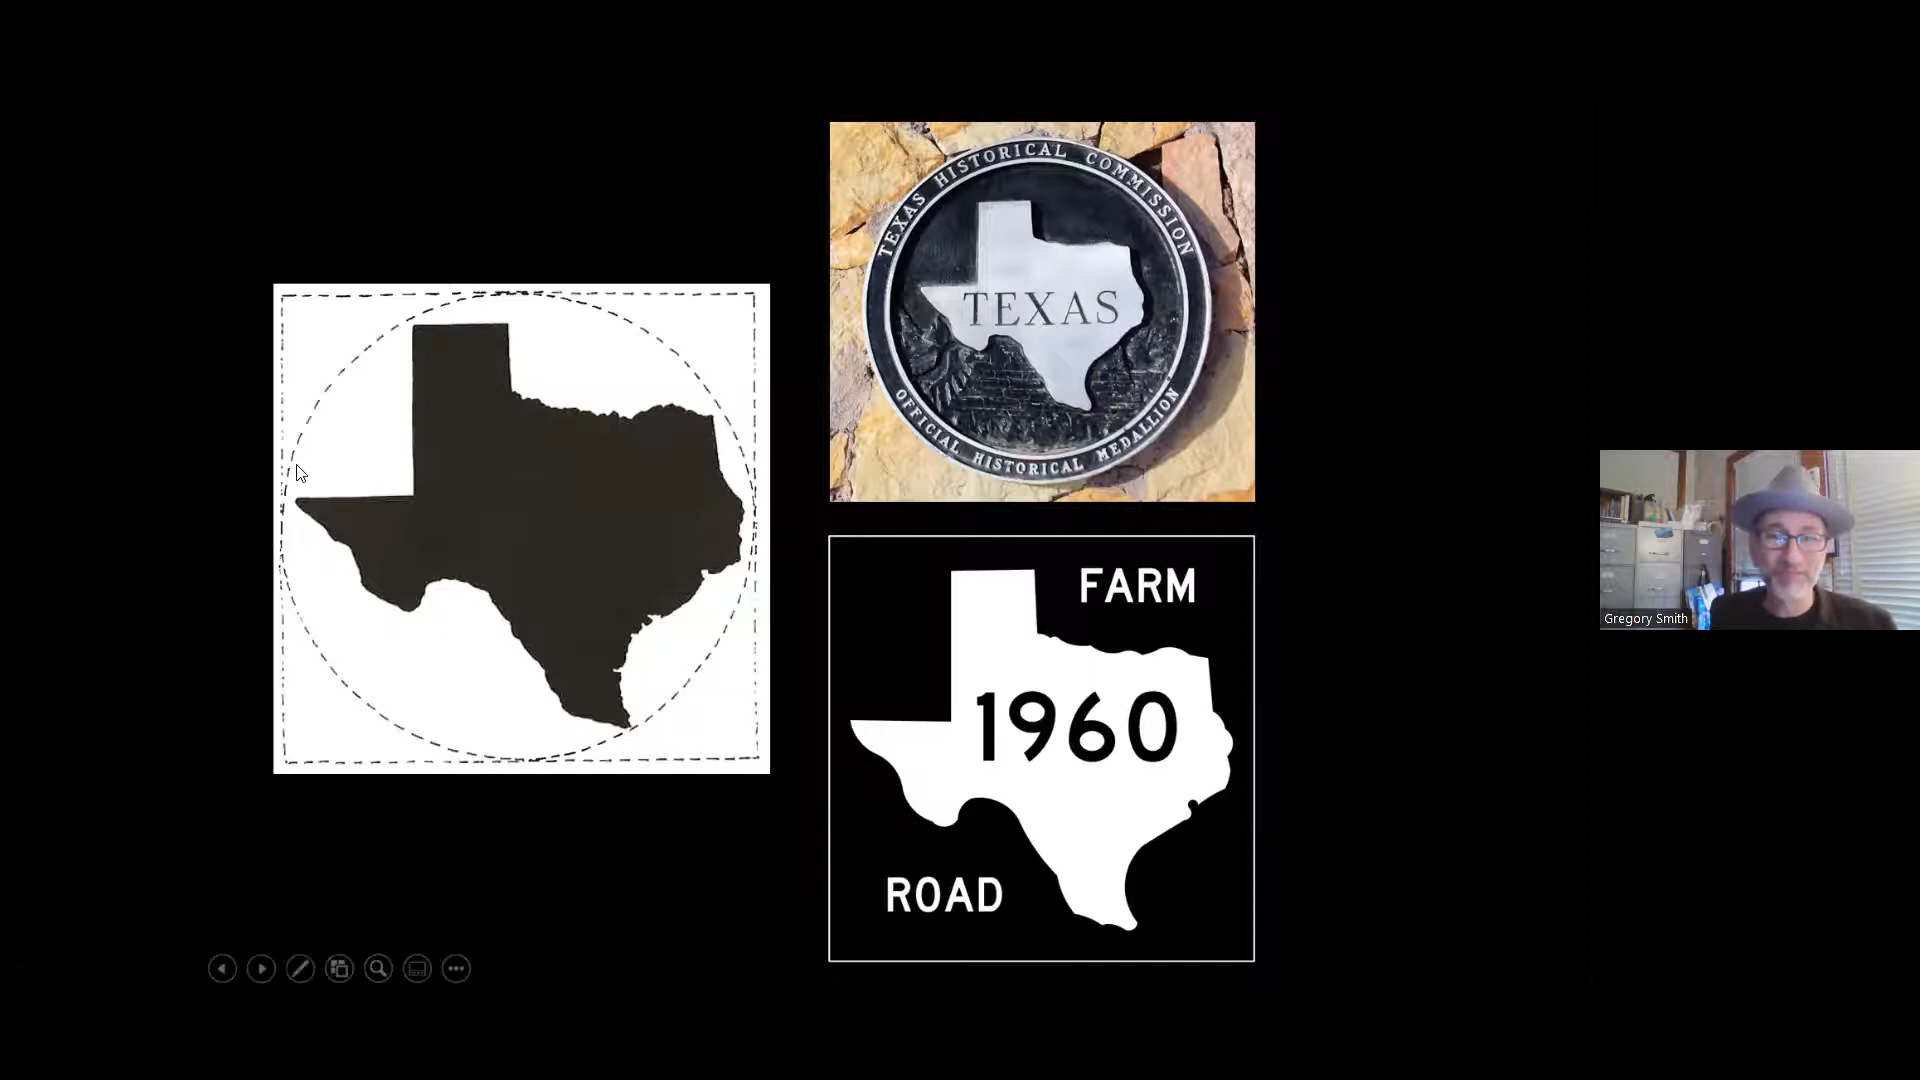 TEXAS HISTORICAL COMMISSION
TEXAS
OFFICIAL HISTORICAL MEDALLION
FARM
1960
ROAD
Gregory Smith